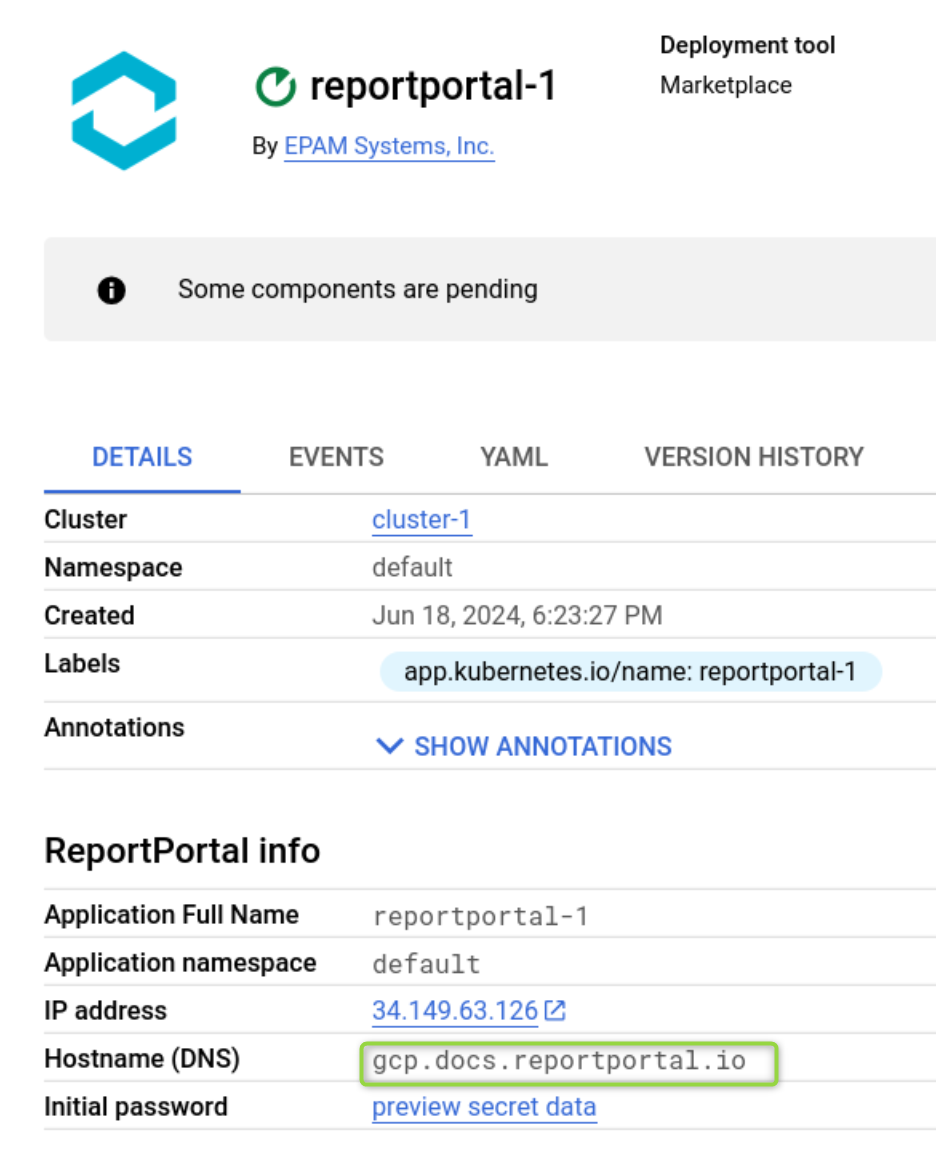 reportportal-1
By EPAM Systems, Inc.
Deployment tool
Marketplace
Some components are pending
DETAILS EVENTS YAML VERSION HISTORY
Cluster cluster-1
Namespace default
Created Jun 18, 2024, 6:23:27 PM
Labels app.kubernetes.io/name: reportportal-1
Annotations SHOW ANNOTATIONS
ReportPortal info
Application Full Name reportportal-1
Application namespace default
IP address 34.149.63.126
Hostname (DNS) gcp.docs.reportportal.io
Initial password preview secret data